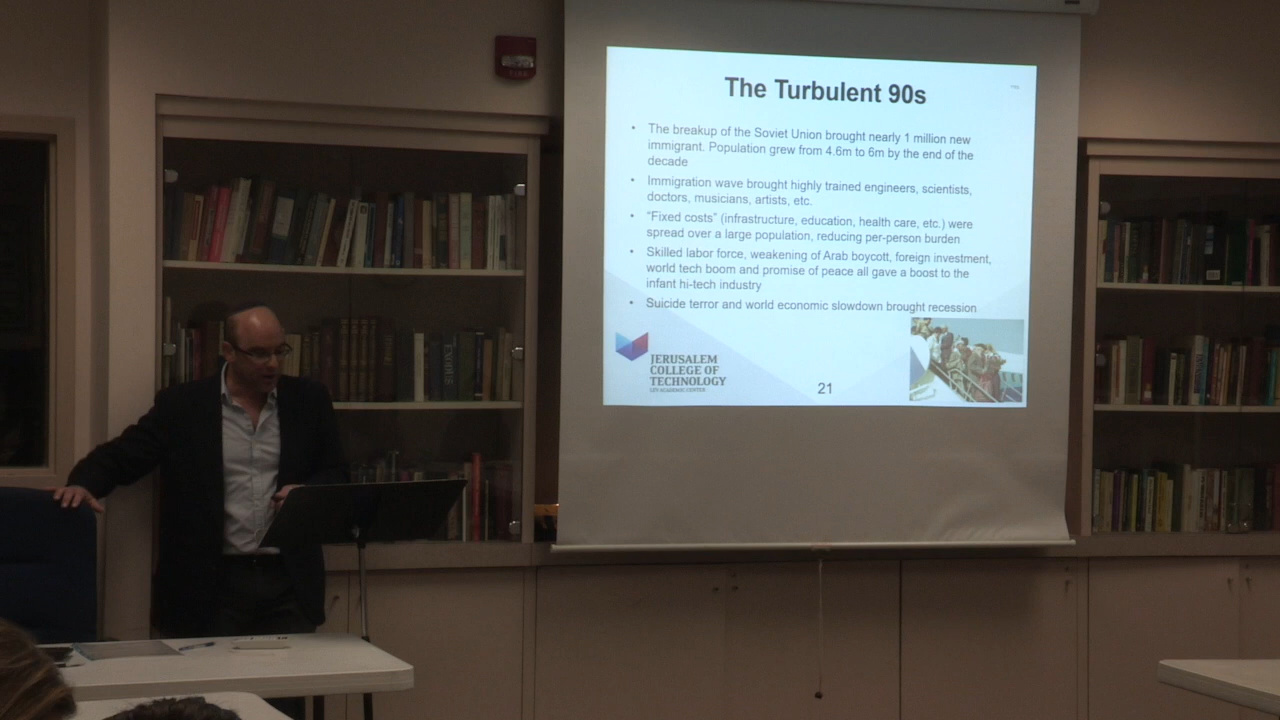 FIRE
The Turbulent 90s
• The breakup of the Soviet Union brought nearly 1 million new
immigrant. Population grew from 4.6m to 6m by the end of the
decade
• Immigration wave brought highly trained engineers, scientists,
doctors, musicians, artists, etc.
• "Fixed costs" (infrastructure, education, health care, etc.) were
spread over a large population, reducing per-person burden
• Skilled labor force, weakening of Arab boycott, foreign investment,
world tech boom and promise of peace all gave a boost to the
infant hi-tech industry
• Suicide terror and world economic slowdown brought recession
JERUSALEM
COLLEGE OF
TECHNOLOGY
LEV ACADEMIC CENTER
21